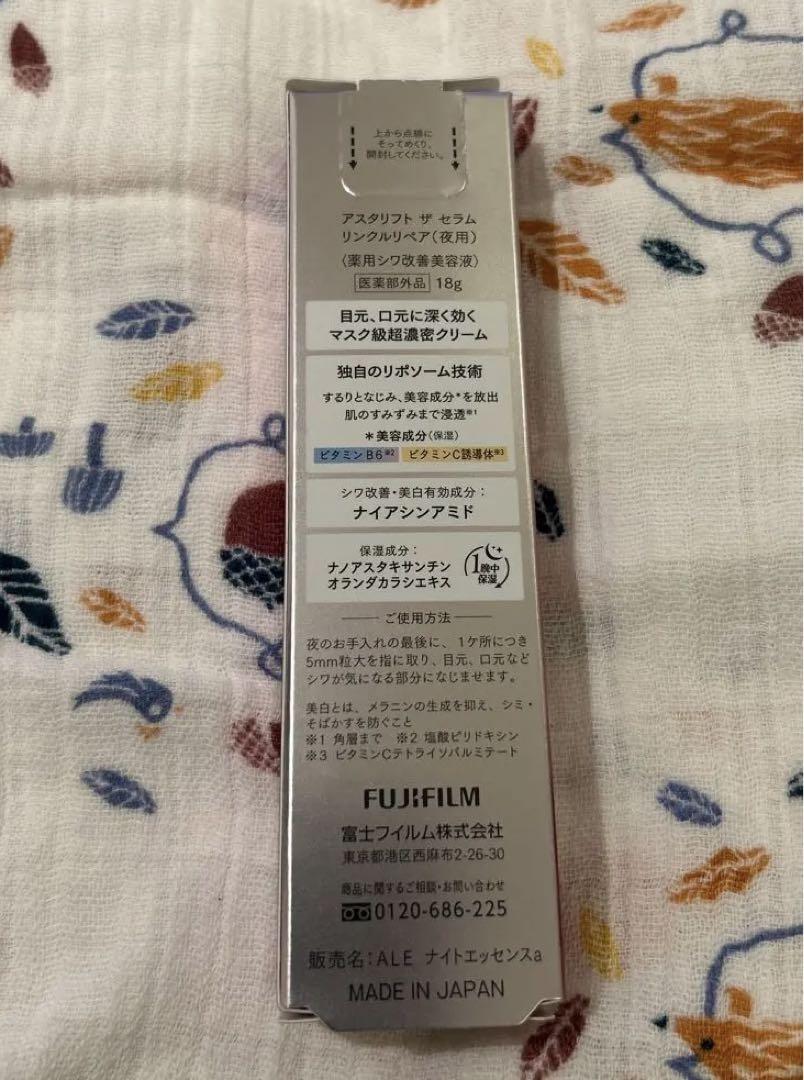 上から点線に
そってめくり、
開封してください。
アスタリフト ザ セラム
リンクルリペア(夜用)
〈薬用シワ改善美容液〉
医薬部外品 18g
目元、口元に深く効く
マスク級超濃密クリーム
独自のリポソーム技術
するりとなじみ、美容成分*を放出
肌のすみずみまで浸透※1
*美容成分(保湿)
ビタミンB6※2 ビタミンC誘導体※3
シワ改善・美白有効成分:
ナイアシンアミド
保湿成分:
ナノアスタキサンチン
オランダカラシエキス
1晩中
保湿
ご使用方法
夜のお手入れの最後に、1ケ所につき
5mm粒大を指に取り、目元、口元など
シワが気になる部分になじませます。
美白とは、メラニンの生成を抑え、シミ・
そばかすを防ぐこと
※1 角層まで ※2 塩酸ピリドキシン
※3 ビタミンCテトライソパルミテート
FUJIFILM
富士フイルム株式会社
東京都港区西麻布2-26-30
商品に関するご相談・お問い合わせ
0120-686-225
販売名:ALE ナイトエッセンスa
MADE IN JAPAN